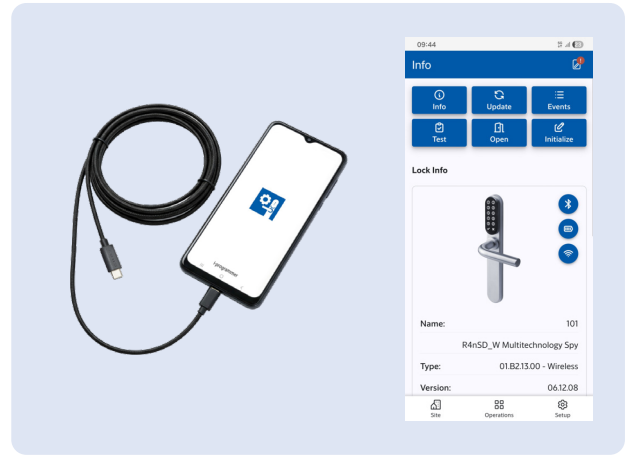 i-programmer
09:44
Info
Info
Update
Events
Test
Open
Initialize
Lock Info
Name: 101
R4nSD_W Multitechnology Spy
Type: 01.B2.13.00 - Wireless
Version: 06.12.08
Site
Operations
Setup